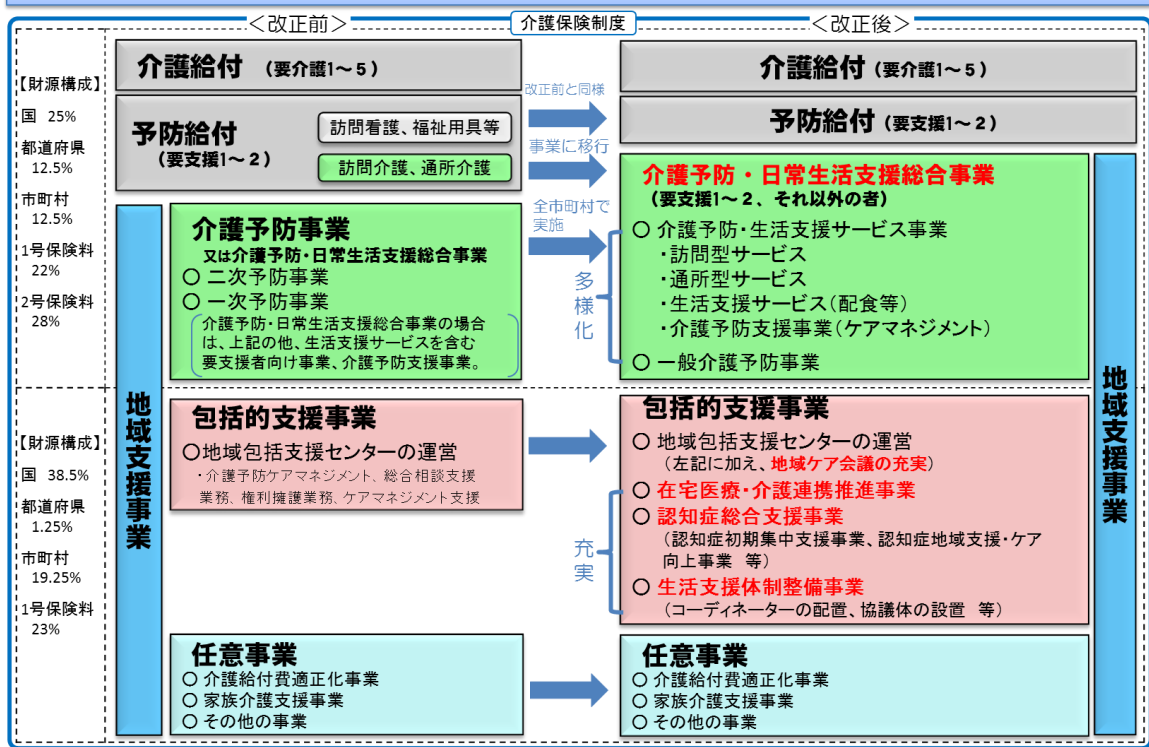 ＜改正前＞
介護保険制度
＜改正後＞
【財源構成】
国 25%
都道府県
12.5%
市町村
12.5%
1号保険料
22%
2号保険料
28%
介護給付 （要介護1～5）
予防給付
（要支援1～2）
訪問看護、福祉用具等
訪問介護、通所介護
改正前と同様
事業に移行
全市町村で
実施
多様化
介護給付（要介護1～5）
予防給付（要支援1～2）
介護予防事業
又は介護予防・日常生活支援総合事業
○ 二次予防事業
○ 一次予防事業
介護予防・日常生活支援総合事業の場合
は、上記の他、生活支援サービスを含む
要支援者向け事業、介護予防支援事業。
介護予防・日常生活支援総合事業
（要支援1～2、それ以外の者）
○ 介護予防・生活支援サービス事業
・訪問型サービス
・通所型サービス
・生活支援サービス（配食等）
・介護予防支援事業（ケアマネジメント）
○ 一般介護予防事業
地域支援事業
【財源構成】
国 38.5%
都道府県
1.25%
市町村
19.25%
1号保険料
23%
包括的支援事業
○地域包括支援センターの運営
・介護予防ケアマネジメント、総合相談支援
業務、権利擁護業務、ケアマネジメント支援
充実
包括的支援事業
○ 地域包括支援センターの運営
（左記に加え、地域ケア会議の充実）
○ 在宅医療・介護連携推進事業
○ 認知症総合支援事業
（認知症初期集中支援事業、認知症地域支援・ケア
向上事業 等）
○ 生活支援体制整備事業
（コーディネーターの配置、協議体の設置 等）
地域支援事業
任意事業
○ 介護給付費適正化事業
○ 家族介護支援事業
○ その他の事業
任意事業
○ 介護給付費適正化事業
○ 家族介護支援事業
○ その他の事業